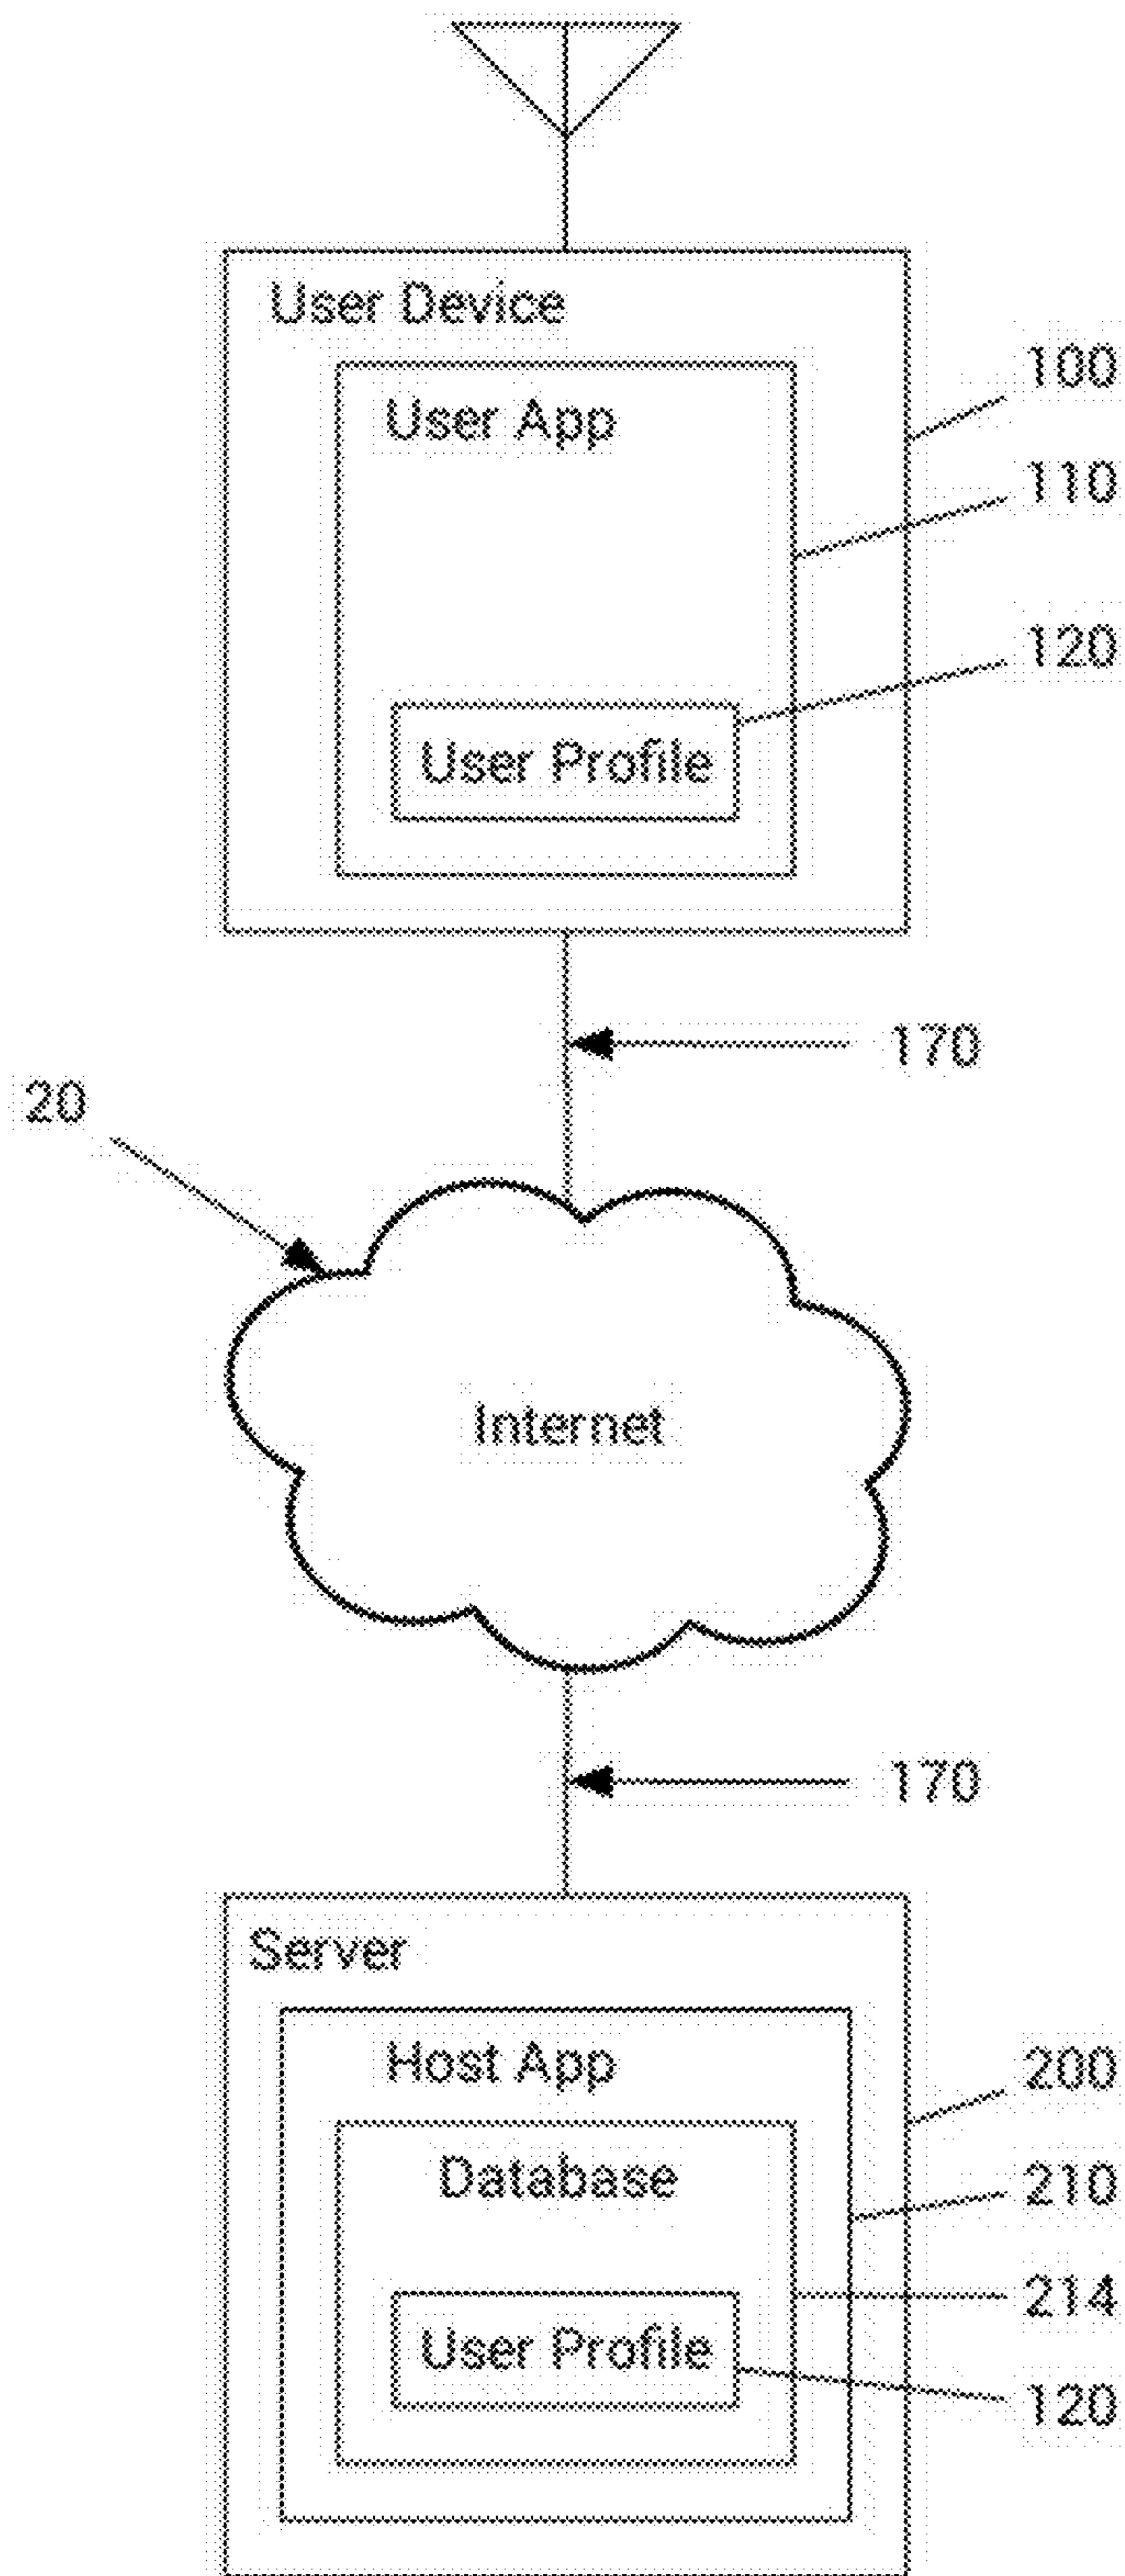 User Device
User App
100
110
120
User Profile
170
20
Internet
170
Server
Host App
200
Database
210
214
User Profile
120